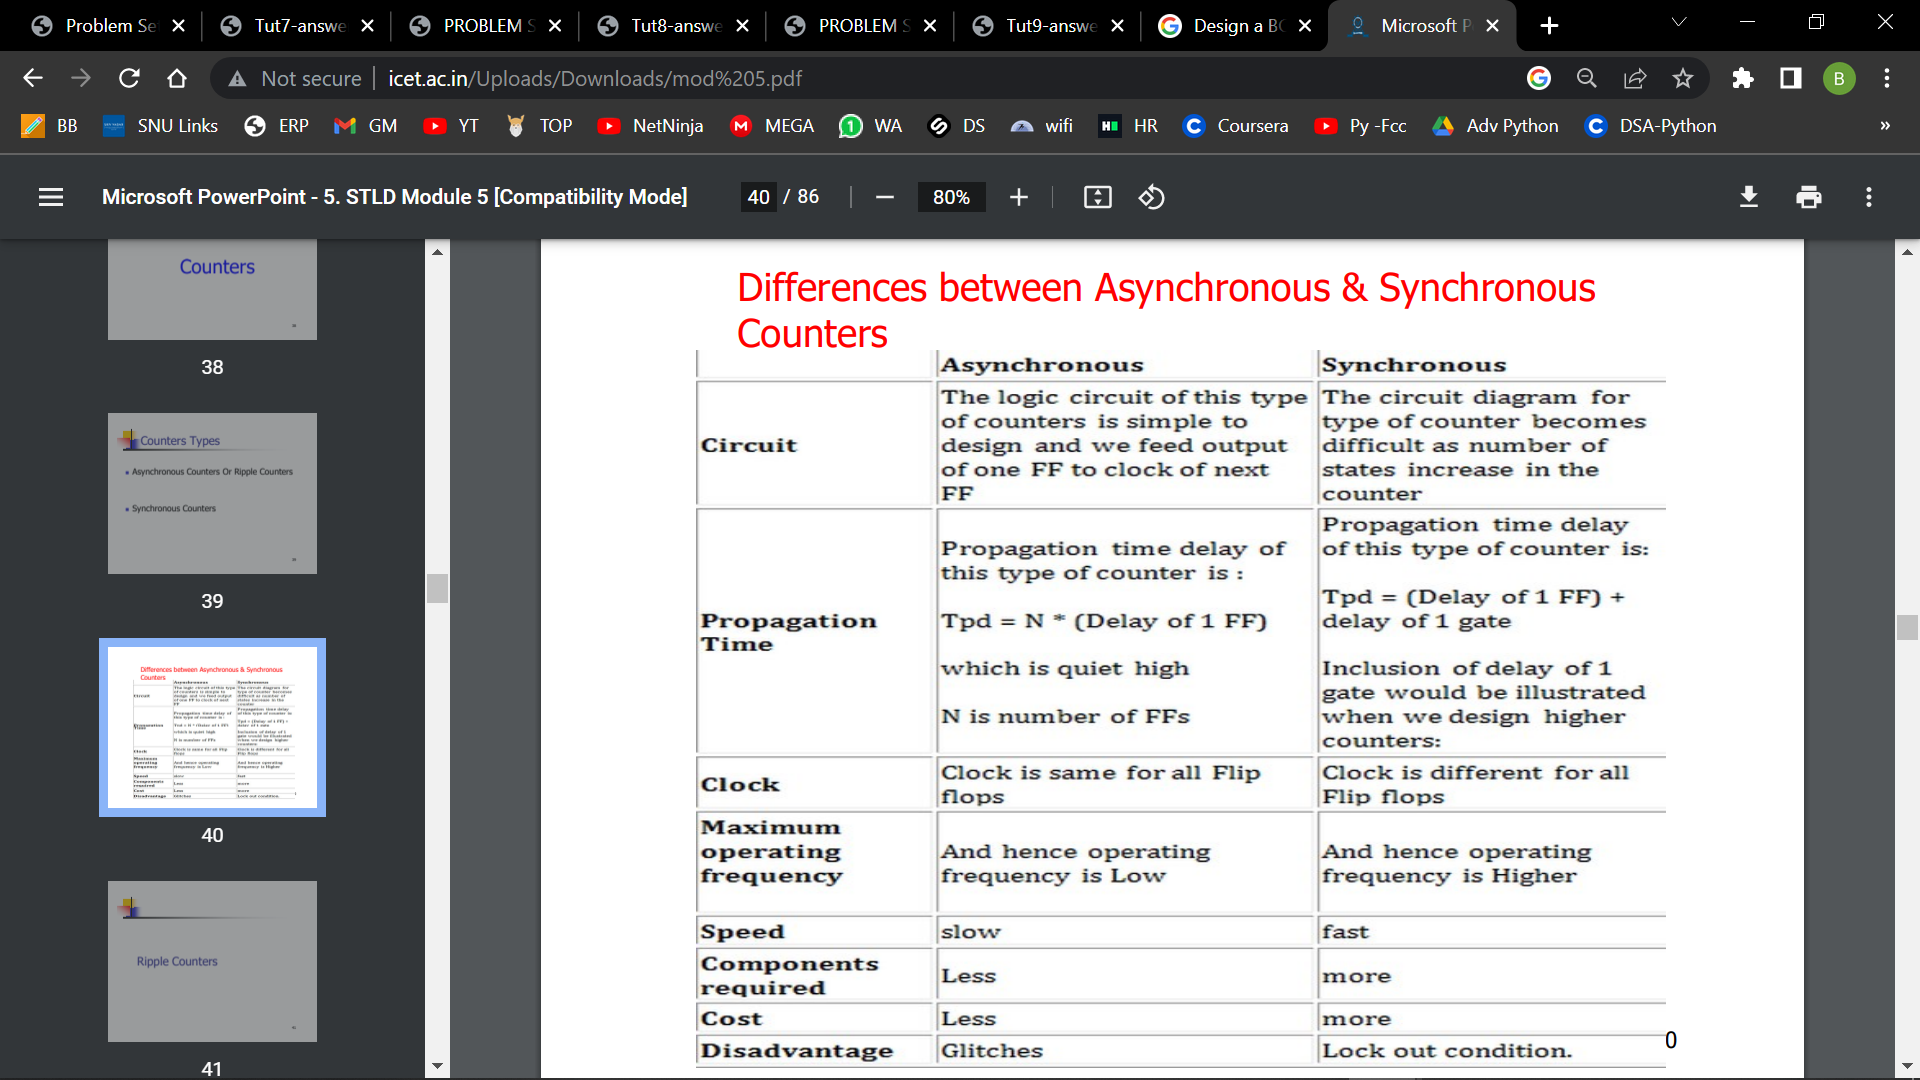 Problem Se
Tut7-answe
PROBLEM S
Tut8-answe
PROBLEM S
Tut9-answe
Design a BC
Microsoft P
Not secure
icet.ac.in/Uploads/Downloads/mod%205.pdf
B
BB
SNU Links
ERP
GM
YT
TOP
NetNinja
MEGA
WA
DS
wifi
HR
Coursera
Py -Fcc
Adv Python
DSA-Python
»
Microsoft PowerPoint - 5. STLD Module 5 [Compatibility Mode]
40 / 86
80%
Counters
38
Counters Types
Asynchronous Counters Or Ripple Counters
Synchronous Counters
39
40
Ripple Counters
41
Differences between Asynchronous & Synchronous
Counters
Asynchronous
Synchronous
Circuit
The logic circuit of this type
of counters is simple to
design and we feed output
of one FF to clock of next
FF
The circuit diagram for
type of counter becomes
difficult as number of
states increase in the
counter
Propagation
Time
Propagation time delay of
this type of counter is :
Tpd = N * (Delay of 1 FF)
which is quiet high
N is number of FFs
Propagation time delay
of this type of counter is:
Tpd = (Delay of 1 FF) +
delay of 1 gate
Inclusion of delay of 1
gate would be illustrated
when we design higher
counters:
Clock
Clock is same for all Flip
flops
Clock is different for all
Flip flops
Maximum
operating
frequency
And hence operating
frequency is Low
And hence operating
frequency is Higher
Speed
slow
fast
Components
required
Less
more
Cost
Less
more
Disadvantage
Glitches
Lock out condition.
0